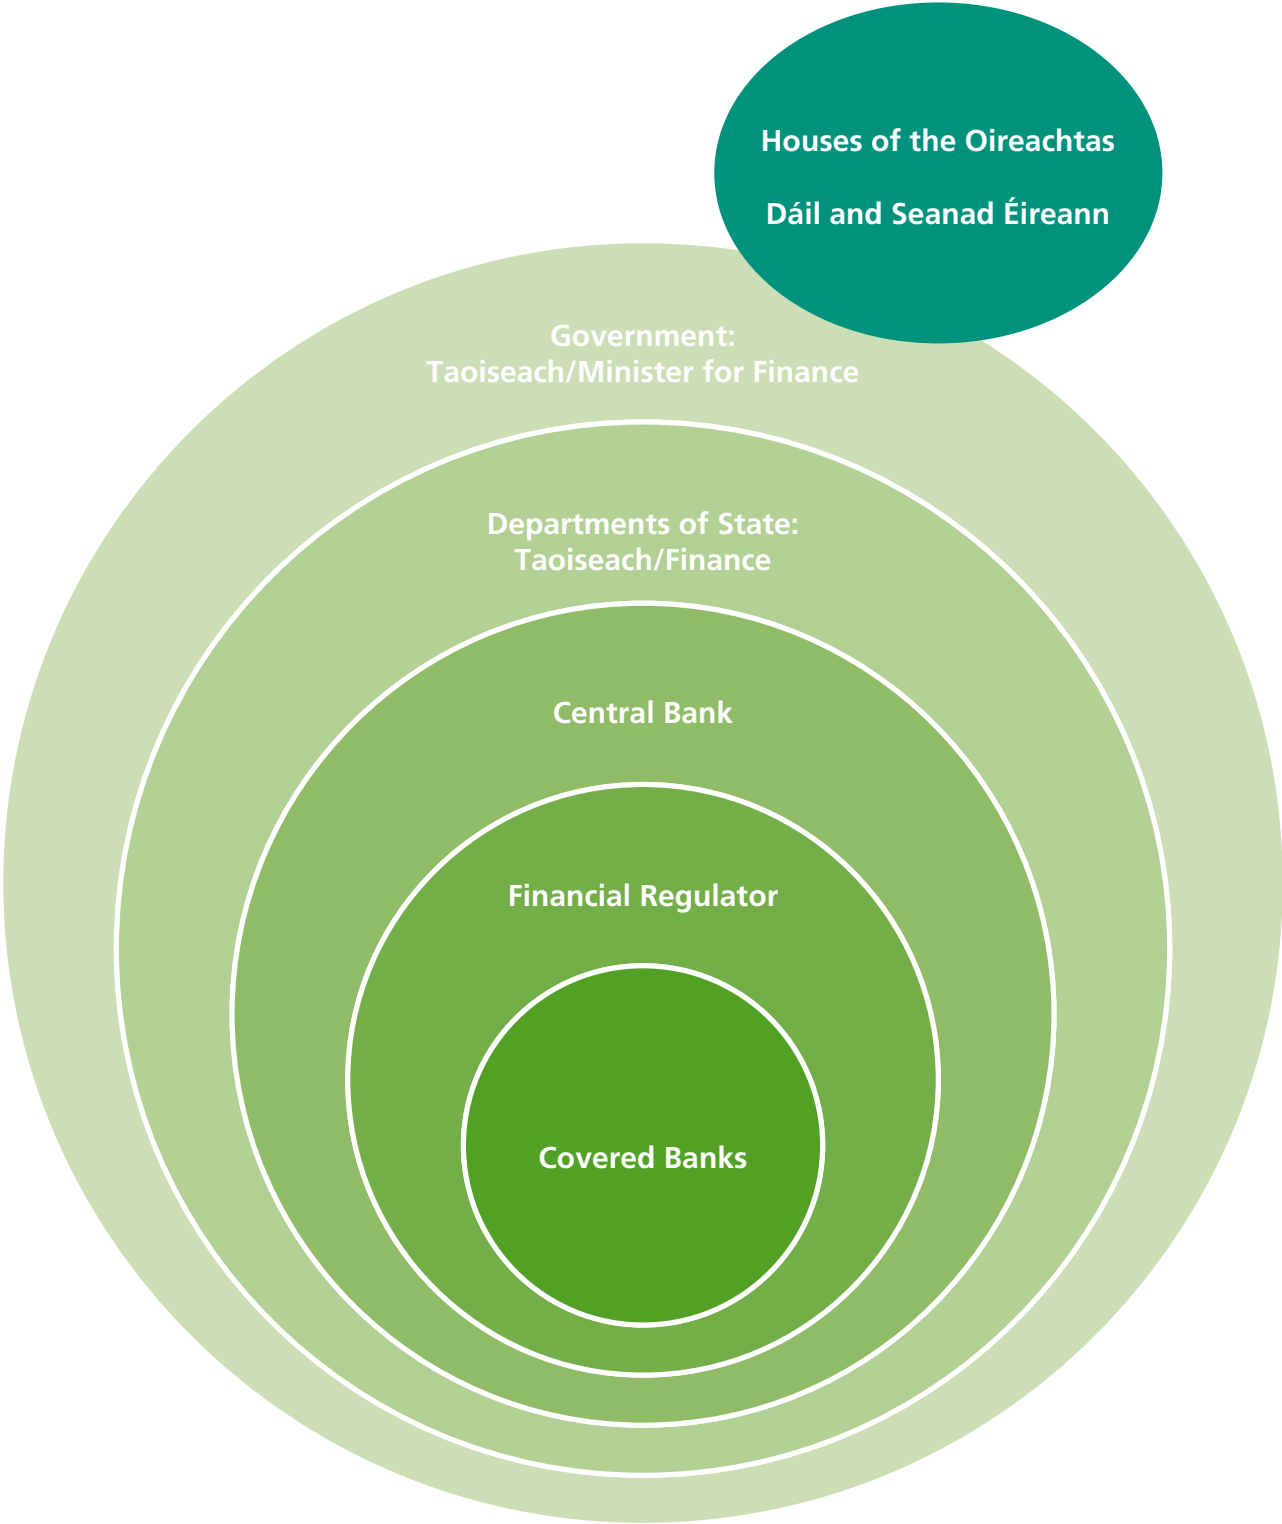 Houses of the Oireachtas
Dáil and Seanad Éireann
Government:
Taoiseach/Minister for Finance
Departments of State:
Taoiseach/Finance
Central Bank
Financial Regulator
Covered Banks